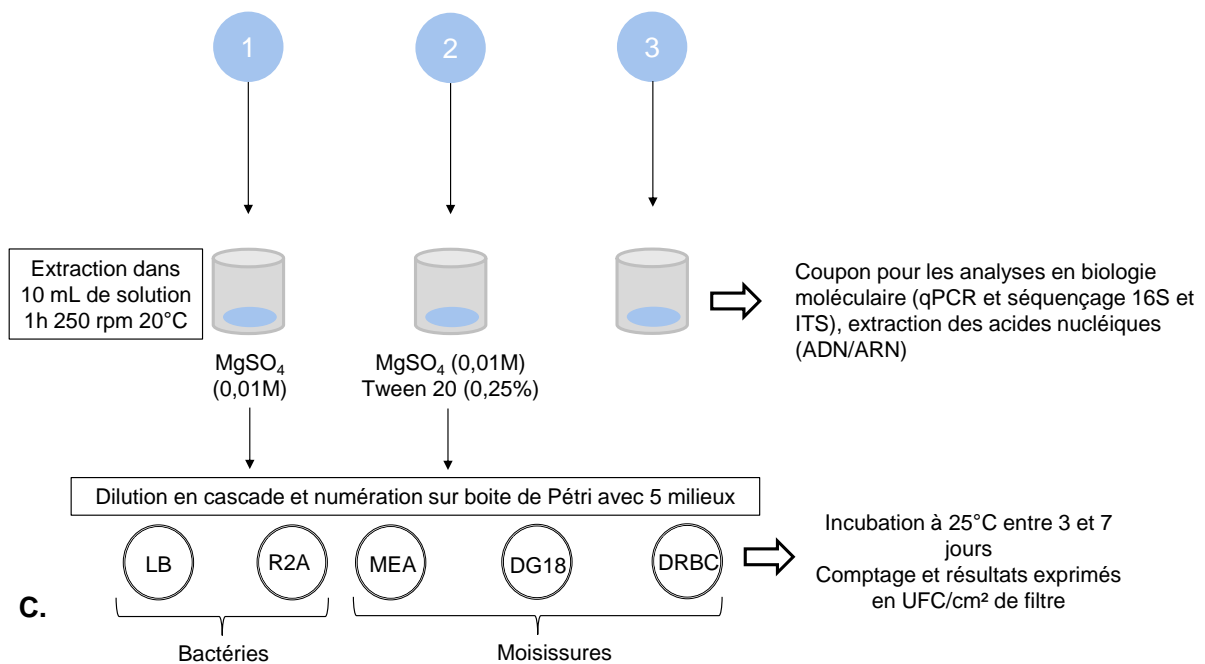 1
2
3
Extraction dans
10 mL de solution
1h 250 rpm 20°C
Coupon pour les analyses en biologie
moléculaire (qPCR et séquençage 16S et
ITS), extraction des acides nucléiques
(ADN/ARN)
MgSO₄
(0,01M)
MgSO₄ (0,01M)
Tween 20 (0,25%)
Dilution en cascade et numération sur boite de Pétri avec 5 milieux
LB
R2A
MEA
DG18
DRBC
Incubation à 25°C entre 3 et 7
jours
Comptage et résultats exprimés
en UFC/cm² de filtre
C.
Bactéries
Moisissures